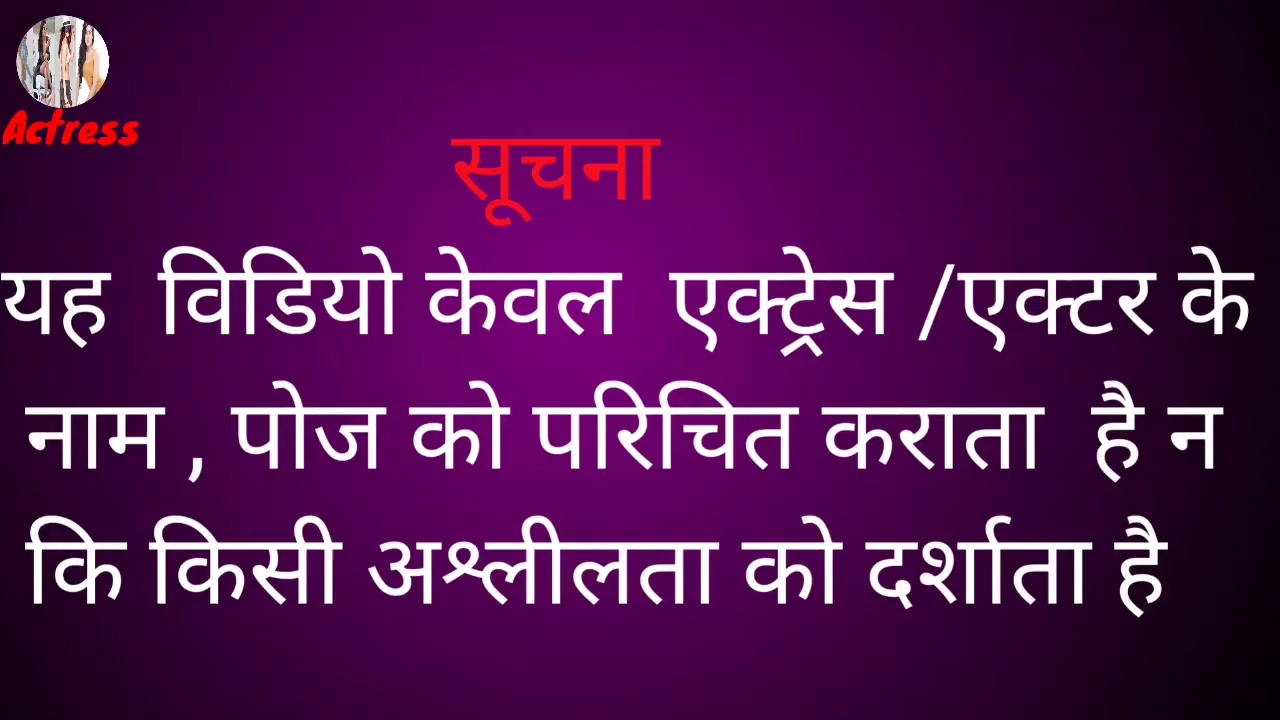 Actress
सूचना
यह विडियो केवल एक्ट्रेस /एक्टर के
नाम , पोज को परिचित कराता है न
कि किसी अश्लीलता को दर्शाता है